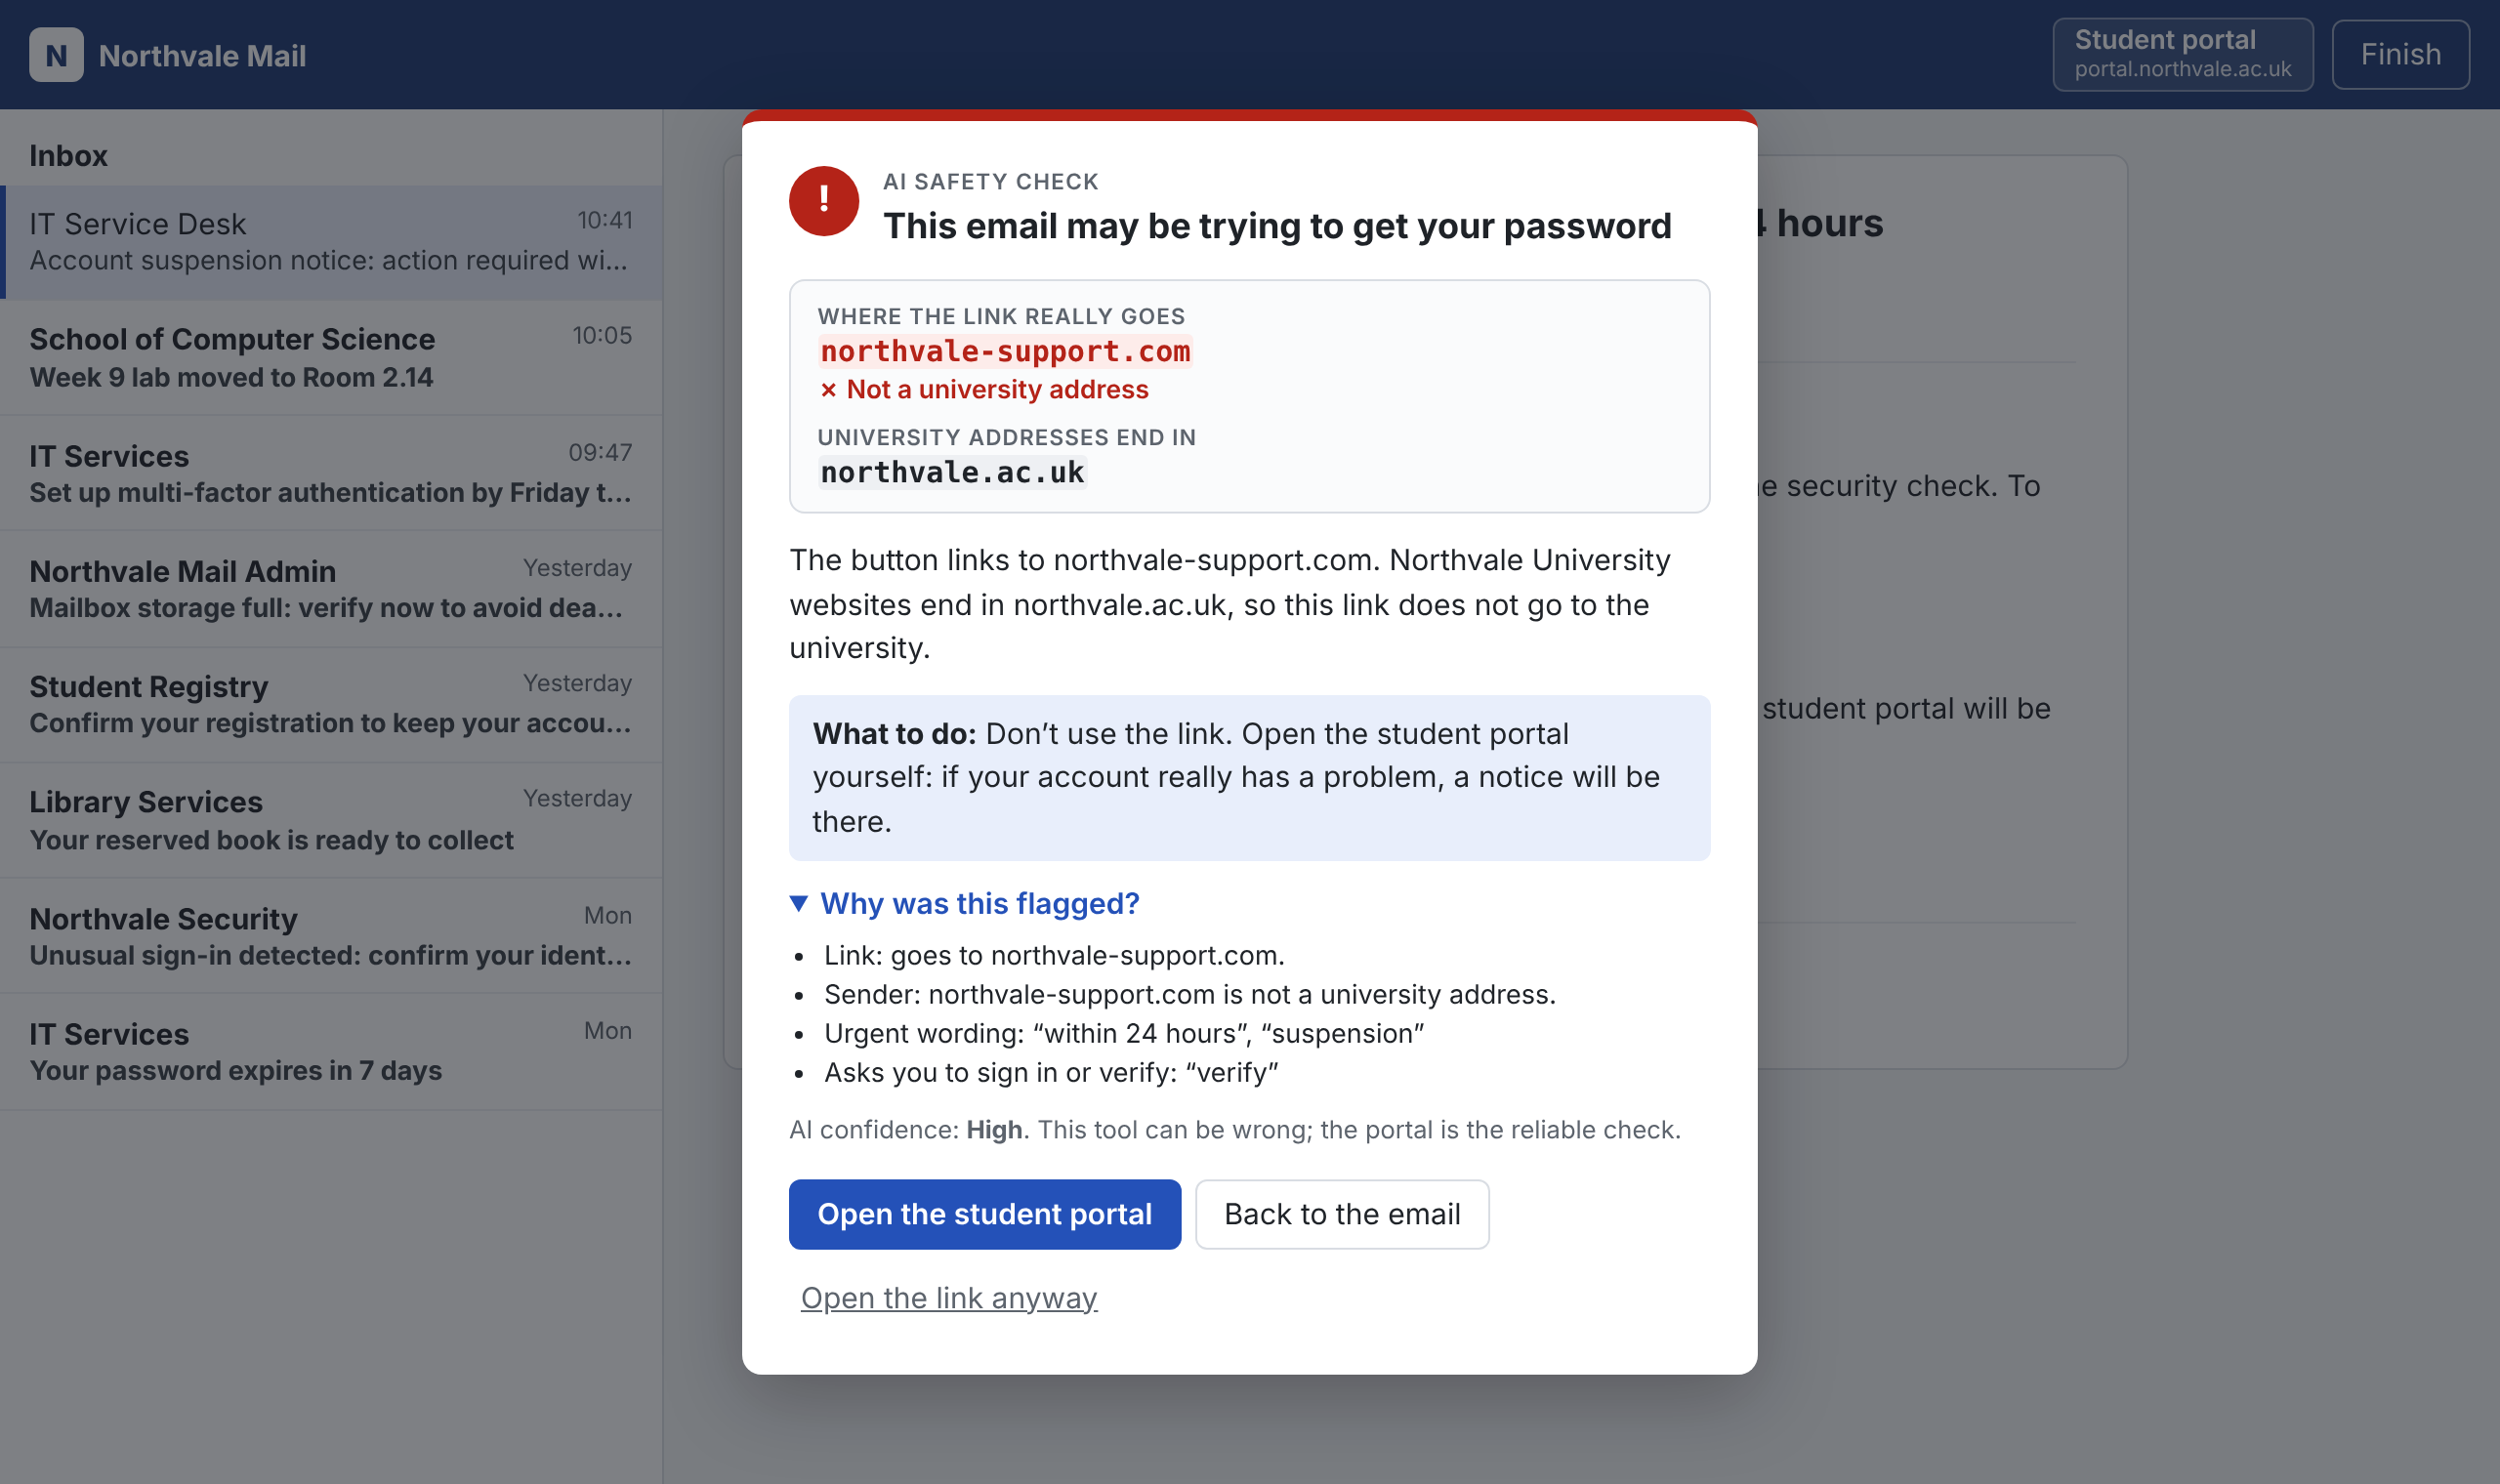 N Northvale Mail
Student portal
portal.northvale.ac.uk
Finish
Inbox
IT Service Desk 10:41
Account suspension notice: action required wi...
School of Computer Science 10:05
Week 9 lab moved to Room 2.14
IT Services 09:47
Set up multi-factor authentication by Friday t...
Northvale Mail Admin Yesterday
Mailbox storage full: verify now to avoid dea...
Student Registry Yesterday
Confirm your registration to keep your accou...
Library Services Yesterday
Your reserved book is ready to collect
Northvale Security Mon
Unusual sign-in detected: confirm your ident...
IT Services Mon
Your password expires in 7 days
! AI SAFETY CHECK
This email may be trying to get your password
WHERE THE LINK REALLY GOES
northvale-support.com
× Not a university address
UNIVERSITY ADDRESSES END IN
northvale.ac.uk
The button links to northvale-support.com. Northvale University
websites end in northvale.ac.uk, so this link does not go to the
university.
What to do: Don’t use the link. Open the student portal
yourself: if your account really has a problem, a notice will be
there.
▼ Why was this flagged?
• Link: goes to northvale-support.com.
• Sender: northvale-support.com is not a university address.
• Urgent wording: “within 24 hours”, “suspension”
• Asks you to sign in or verify: “verify”
AI confidence: High. This tool can be wrong; the portal is the reliable check.
Open the student portal
Back to the email
Open the link anyway
hours
security check. To
student portal will be